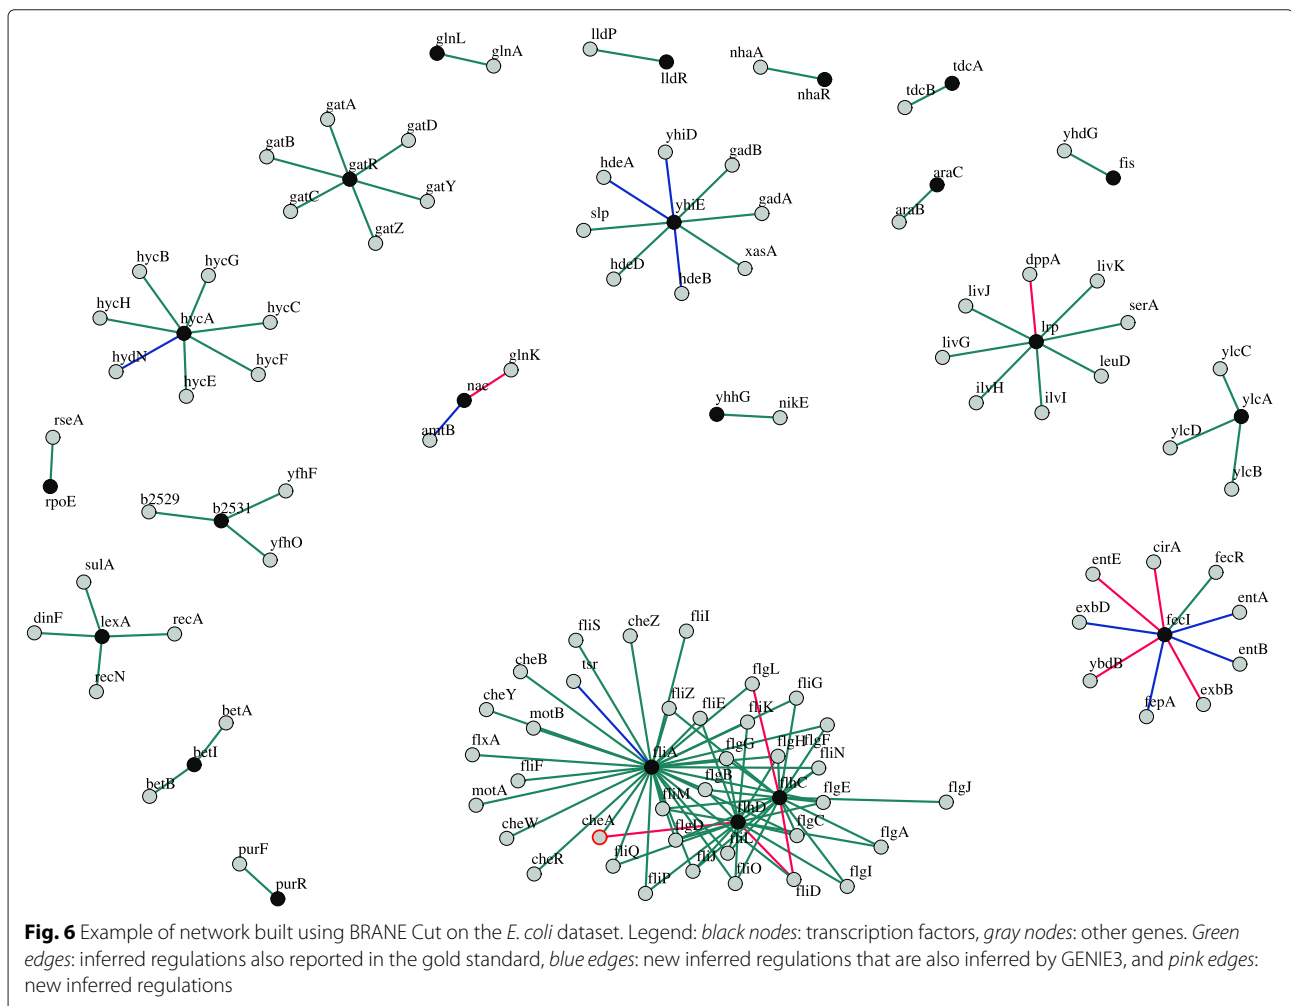 glnL
glnA
lldP
lldR
nhaA
nhaR
tdcA
tdcB
gatA
gatD
gatB
gatR
gatC
gatY
gatZ
yhiD
gadB
hdeA
yhiE
gadA
slp
hdeD
hdeB
xasA
yhdG
fis
araC
araB
hycB
hycG
hycH
hycA
hycC
hydN
hycF
hycE
dppA
livK
livJ
lrp
serA
livG
leuD
ilvH
ilvI
glnK
nac
amtB
yhhG
nikE
ylcC
ylcA
ylcD
ylcB
rseA
rpoE
b2529
b2531
yfhF
yfhO
sulA
dinF
lexA
recA
recN
entE
cirA
fecR
exbD
fecI
entA
entB
ybdB
exbB
fepA
betA
betI
betB
purF
purR
fliS
cheZ
fliI
cheB
tsr
flgL
cheY
fliZ
fliG
motB
fliE
fliK
flxA
fliA
flgG
flgH
flgF
fliN
fliF
flgB
flhC
flgE
flgJ
motA
fliM
flhD
cheW
cheA
flgD
fliL
flgC
flgA
cheR
fliQ
fliJ
fliO
fliP
fliD
flgI
Fig. 6 Example of network built using BRANE Cut on the E. coli dataset. Legend: black nodes: transcription factors, gray nodes: other genes. Green
edges: inferred regulations also reported in the gold standard, blue edges: new inferred regulations that are also inferred by GENIE3, and pink edges:
new inferred regulations